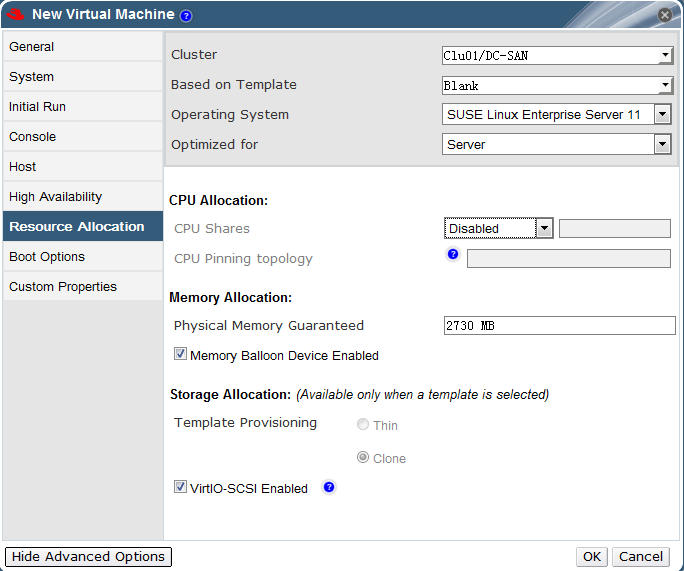 New Virtual Machine ?
General
System
Initial Run
Console
Host
High Availability
Resource Allocation
Boot Options
Custom Properties
Cluster Clu01/DC-SAN
Based on Template Blank
Operating System SUSE Linux Enterprise Server 11
Optimized for Server
CPU Allocation:
CPU Shares Disabled
CPU Pinning topology ?
Memory Allocation:
Physical Memory Guaranteed 2730 MB
Memory Balloon Device Enabled
Storage Allocation: (Available only when a template is selected)
Template Provisioning Thin
Clone
VirtIO-SCSI Enabled ?
Hide Advanced Options OK Cancel